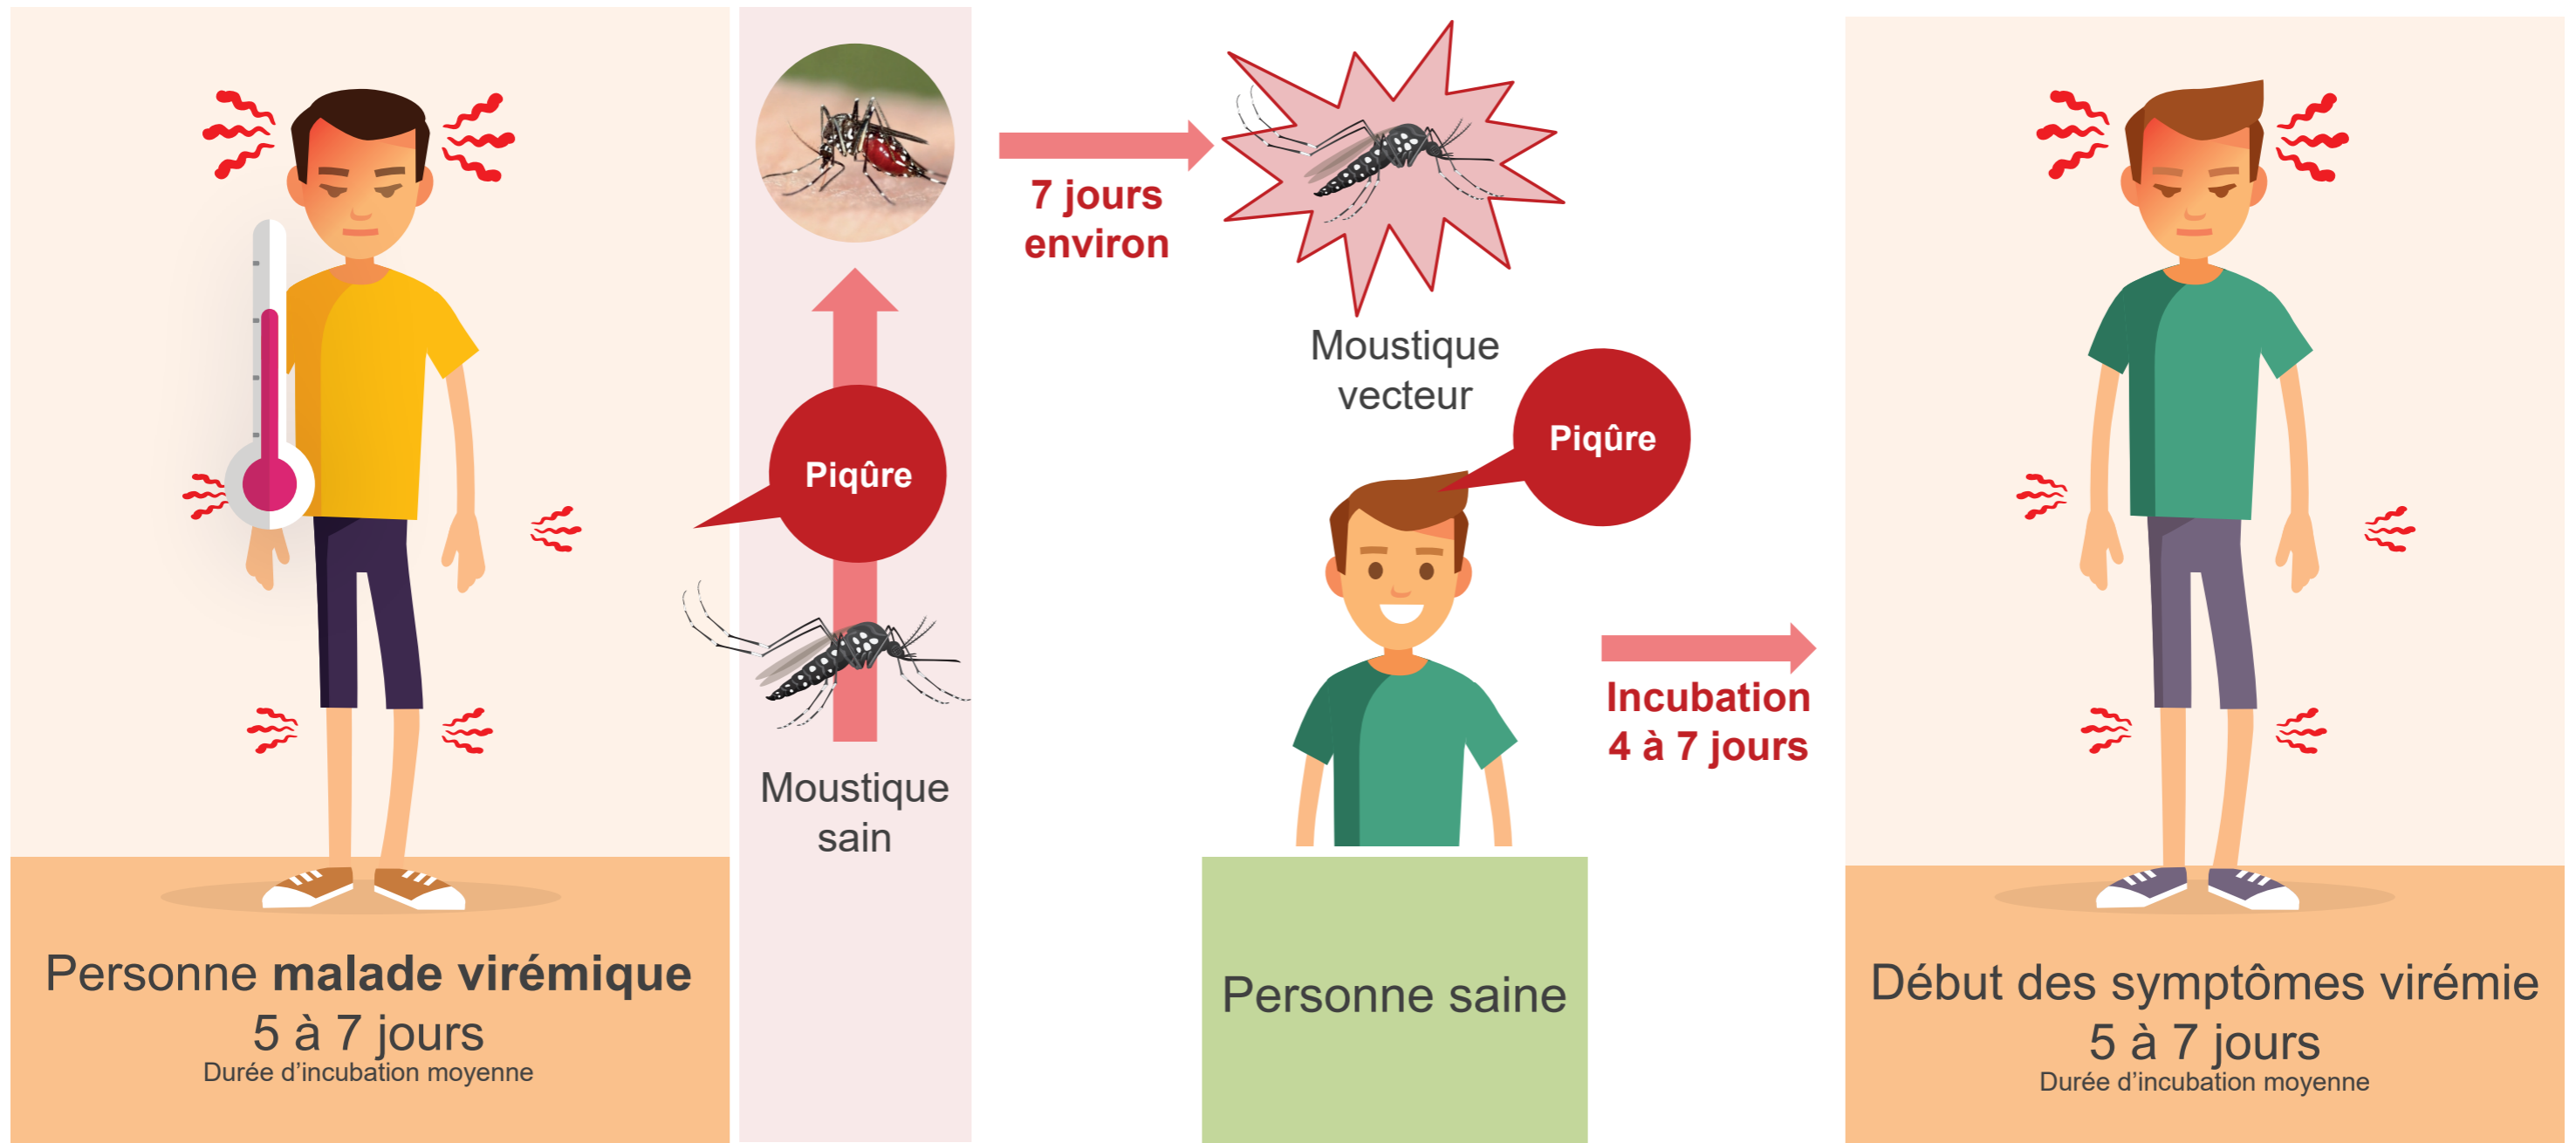 Personne malade virémique
5 à 7 jours
Durée d’incubation moyenne
Piqûre
Moustique
sain
7 jours
environ
Moustique
vecteur
Piqûre
Personne saine
Incubation
4 à 7 jours
Début des symptômes virémie
5 à 7 jours
Durée d’incubation moyenne